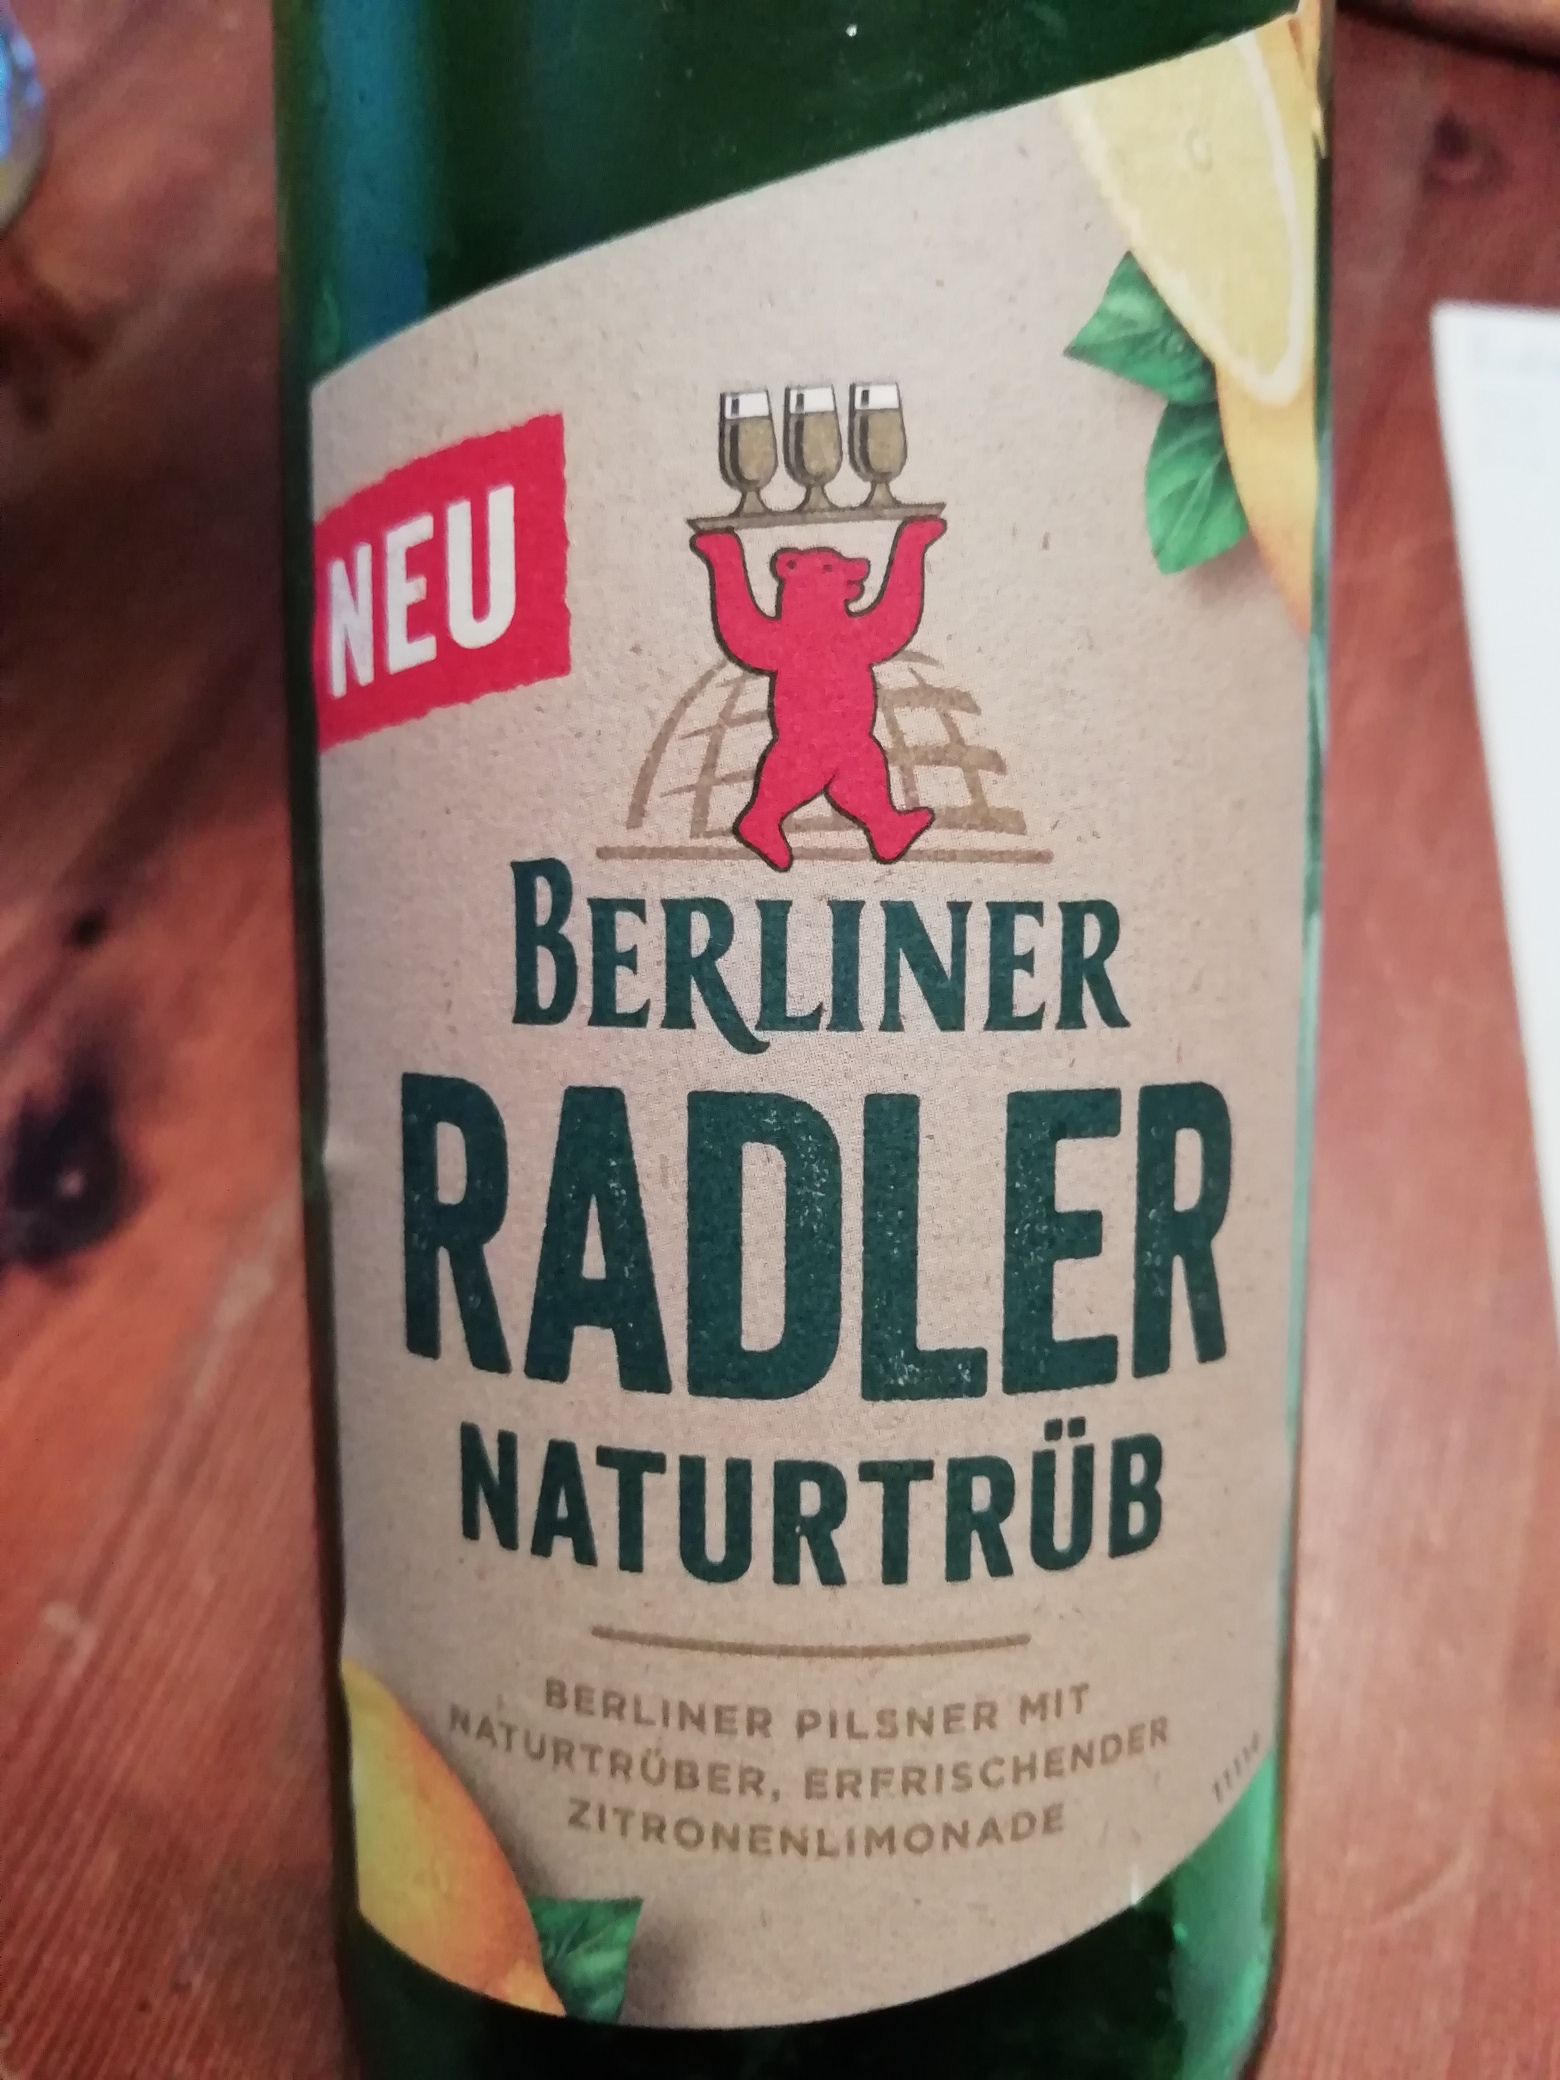 NEU
BERLINER
RADLER
NATURTRÜB
BERLINER PILSNER MIT
NATURTRÜBER, ERFRISCHENDER
ZITRONENLIMONADE